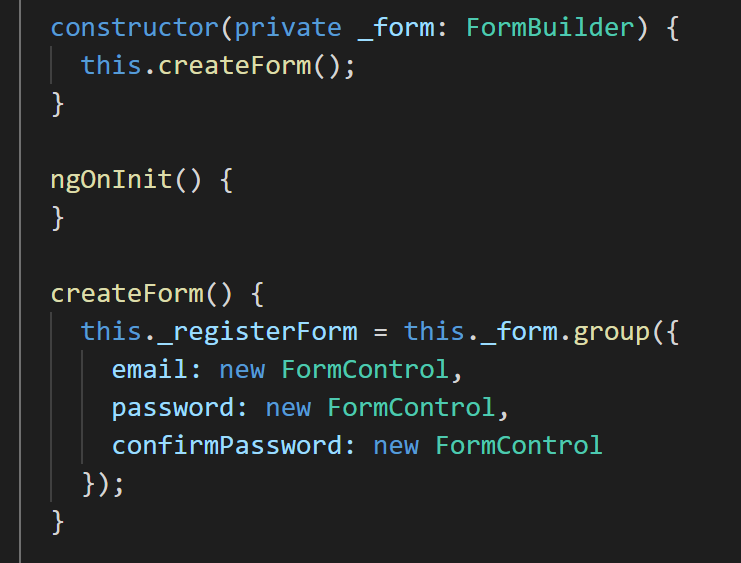 constructor(private _form: FormBuilder) {
this.createForm();
}
ngOnInit() {
}
createForm() {
this._registerForm = this._form.group({
email: new FormControl,
password: new FormControl,
confirmPassword: new FormControl
});
}